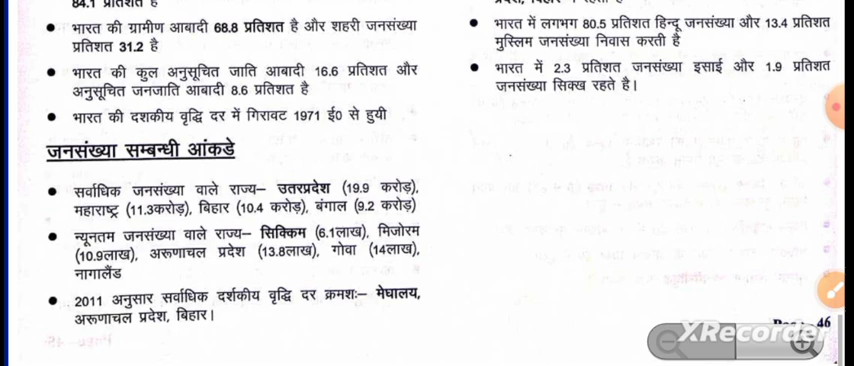 84.1 प्रतिशत है
भारत की ग्रामीण आबादी 68.8 प्रतिशत है और शहरी जनसंख्या
प्रतिशत 31.2 है
भारत की कुल अनुसूचित जाति आबादी 16.6 प्रतिशत और
अनुसूचित जनजाति आबादी 8.6 प्रतिशत है
भारत की दशकीय वृद्धि दर में गिरावट 1971 ई0 से हुयी
जनसंख्या सम्बन्धी आंकडे
सर्वाधिक जनसंख्या वाले राज्य– उतरप्रदेश (19.9 करोड़),
महाराष्ट्र (11.3करोड़), बिहार (10.4 करोड़), बंगाल (9.2 करोड़)
न्यूनतम जनसंख्या वाले राज्य– सिक्किम (6.1लाख), मिजोरम
(10.9लाख), अरूणाचल प्रदेश (13.8लाख), गोवा (14लाख),
नागालैंड
2011 अनुसार सर्वाधिक दर्शकीय वृद्धि दर क्रमशः– मेघालय,
अरूणाचल प्रदेश, बिहार।
भारत में लगभग 80.5 प्रतिशत हिन्दू जनसंख्या और 13.4 प्रतिशत
मुस्लिम जनसंख्या निवास करती है
भारत में 2.3 प्रतिशत जनसंख्या इसाई और 1.9 प्रतिशत
जनसंख्या सिक्ख रहते है।
46
XRecorder